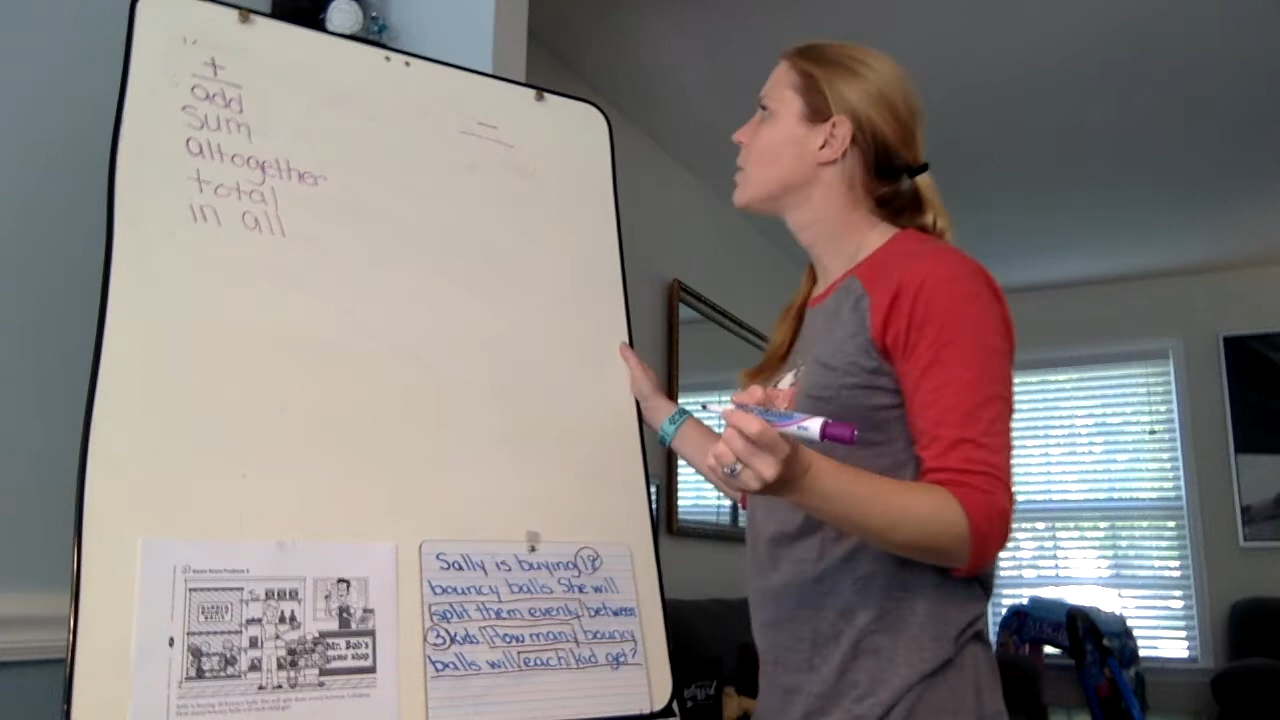 +
add
sum
altogether
total
in all
–
Sally is buying
bouncy balls. She will
split them evenly between
3 kids. How many bouncy
balls will each kid get?
Mr. Bob's
game shop